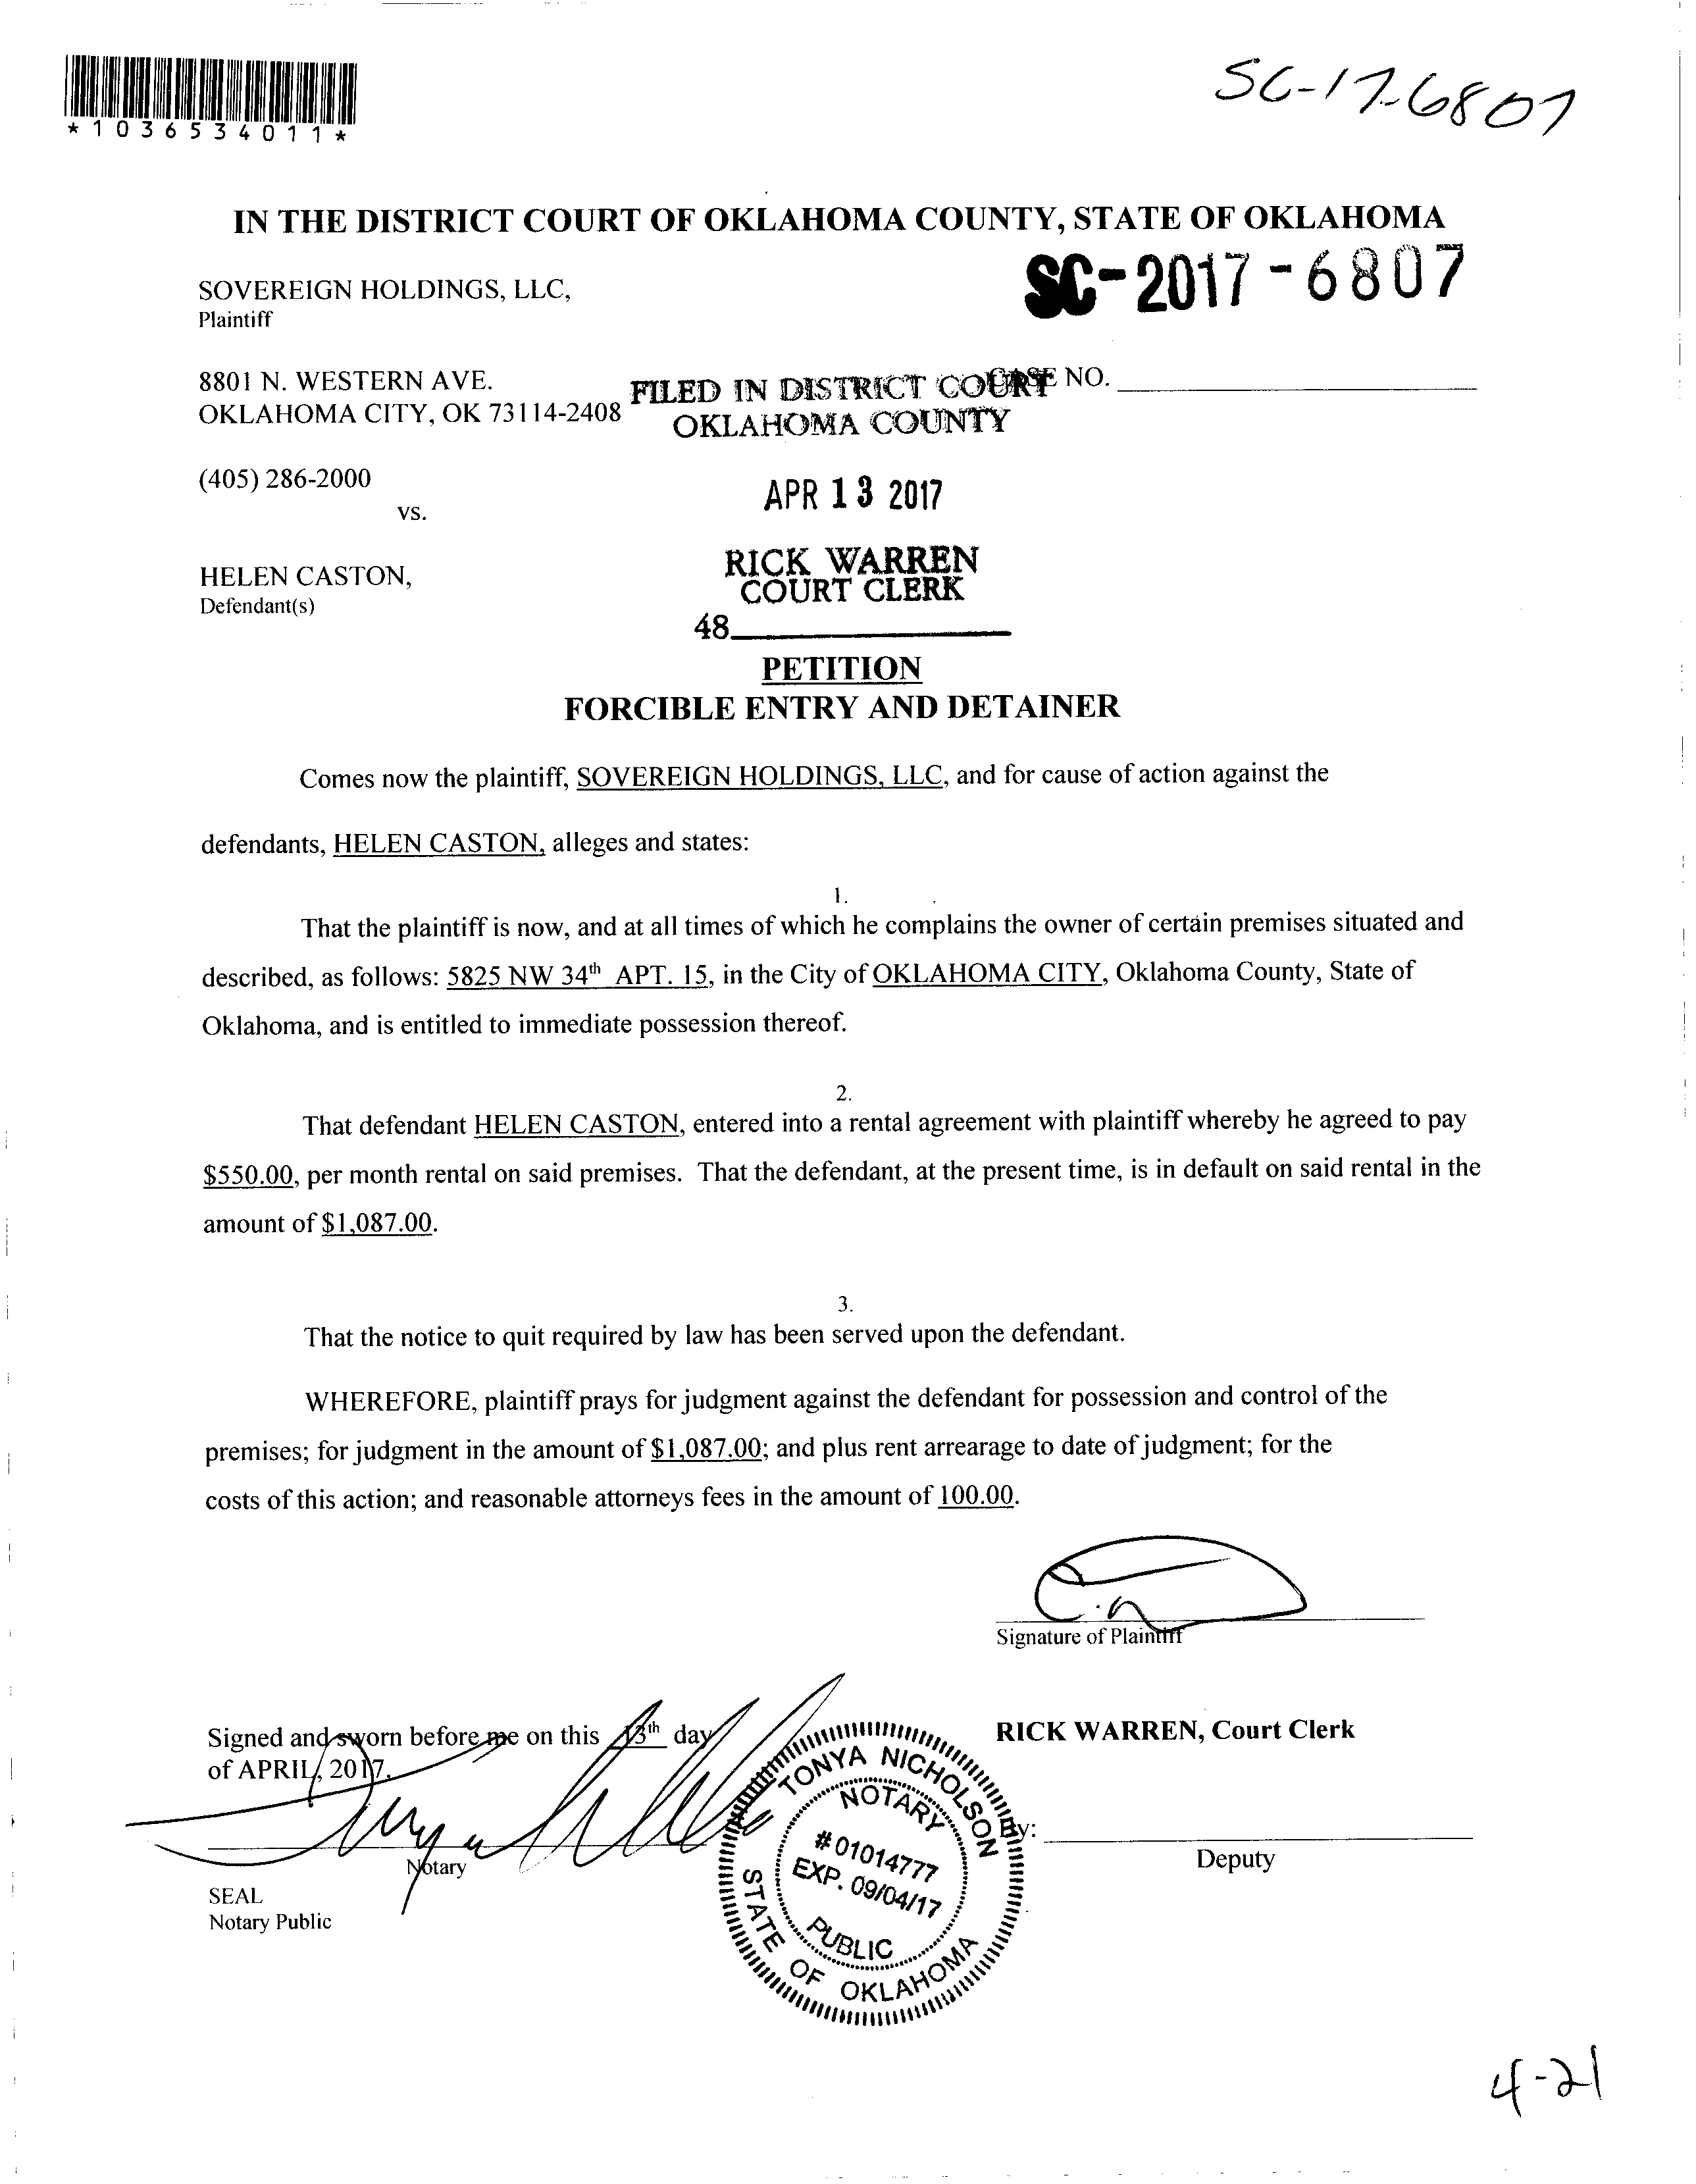 *1036534011*
SC-17-6807
IN THE DISTRICT COURT OF OKLAHOMA COUNTY, STATE OF OKLAHOMA
SC-2017-6807
SOVEREIGN HOLDINGS, LLC,
Plaintiff
8801 N. WESTERN AVE.
CASE NO.
OKLAHOMA CITY, OK 73114-2408
FILED IN DISTRICT COURT
OKLAHOMA COUNTY
(405) 286-2000
APR 13 2017
vs.
RICK WARREN
COURT CLERK
48
HELEN CASTON,
Defendant(s)
PETITION
FORCIBLE ENTRY AND DETAINER
Comes now the plaintiff, SOVEREIGN HOLDINGS, LLC, and for cause of action against the
defendants, HELEN CASTON, alleges and states:
1.
That the plaintiff is now, and at all times of which he complains the owner of certain premises situated and
described, as follows: 5825 NW 34th APT. 15, in the City of OKLAHOMA CITY, Oklahoma County, State of
Oklahoma, and is entitled to immediate possession thereof.
2.
That defendant HELEN CASTON, entered into a rental agreement with plaintiff whereby he agreed to pay
$550.00, per month rental on said premises. That the defendant, at the present time, is in default on said rental in the
amount of $1,087.00.
3.
That the notice to quit required by law has been served upon the defendant.
WHEREFORE, plaintiff prays for judgment against the defendant for possession and control of the
premises; for judgment in the amount of $1,087.00; and plus rent arrearage to date of judgment; for the
costs of this action; and reasonable attorneys fees in the amount of 100.00.
Signature of Plaintiff
Signed and sworn before me on this 13th day
of APRIL, 2017.
RICK WARREN, Court Clerk
By:
Deputy
Notary
SEAL
Notary Public
TONYA NICHOLSON
NOTARY
# 01014777
EXP. 09/04/17
PUBLIC
STATE OF OKLAHOMA
4-21